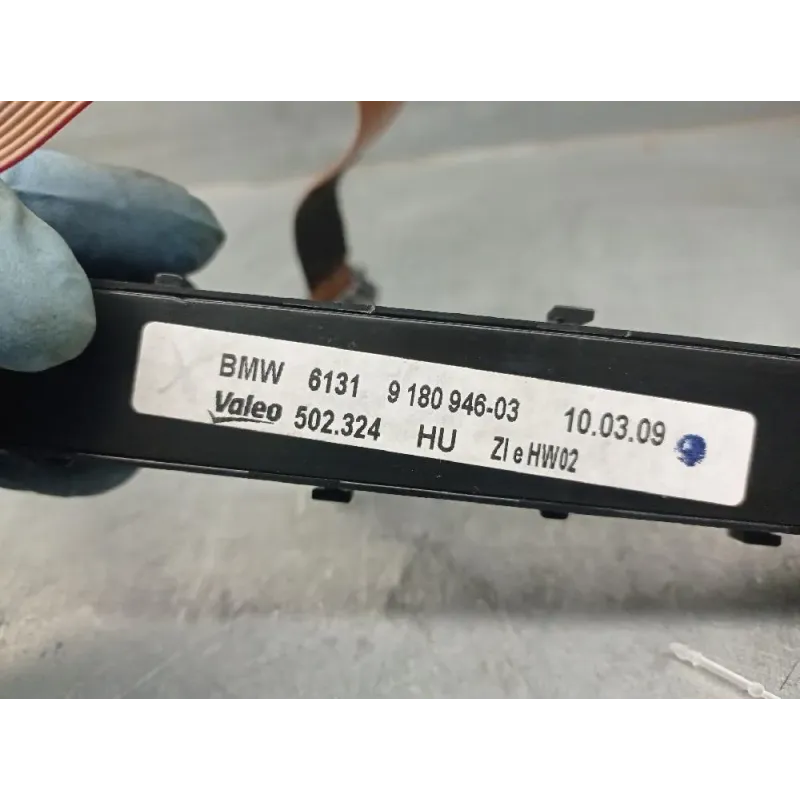 BMW 6131 9 180 946-03 10.03.09
Valeo 502.324 HU ZI e HW02